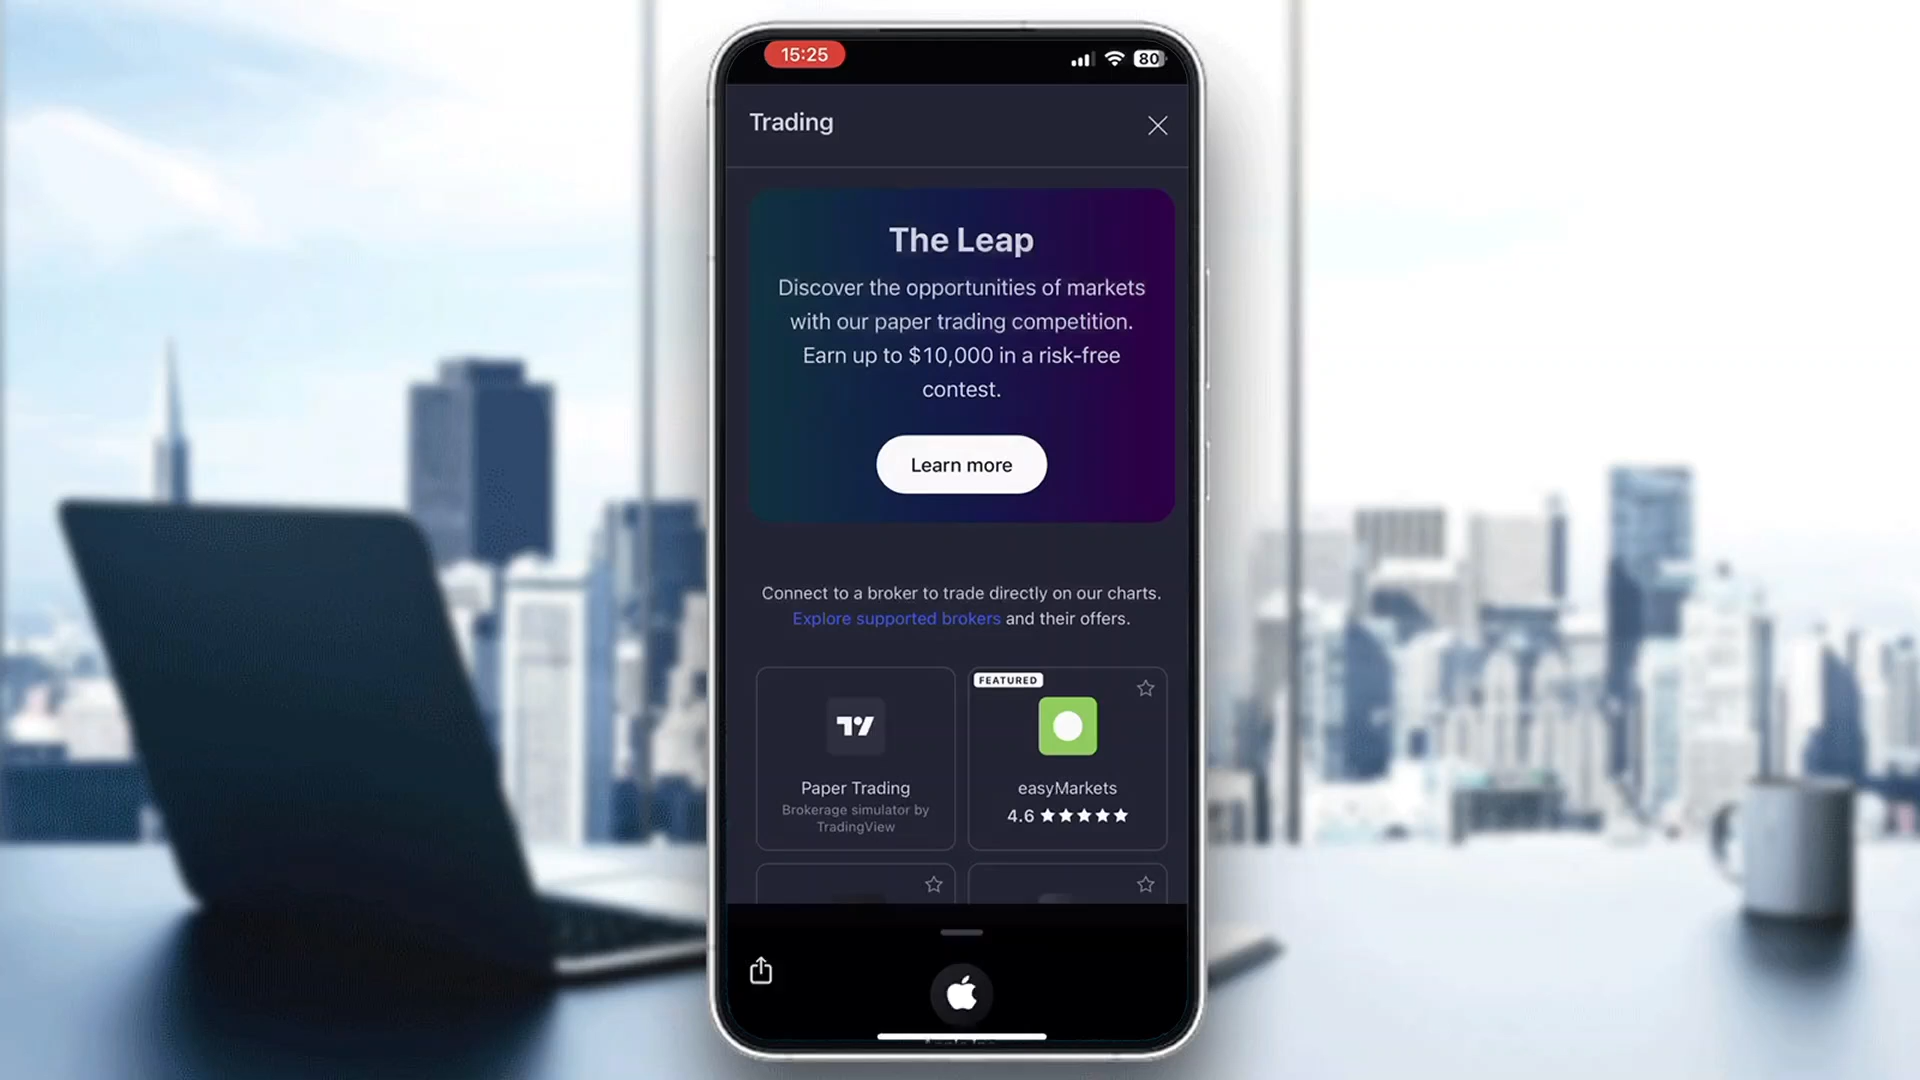 15:25
80
Trading
The Leap
Discover the opportunities of markets
with our paper trading competition.
Earn up to $10,000 in a risk-free
contest.
Learn more
Connect to a broker to trade directly on our charts.
Explore supported brokers and their offers.
FEATURED
Paper Trading
Brokerage simulator by
TradingView
easyMarkets
4.6